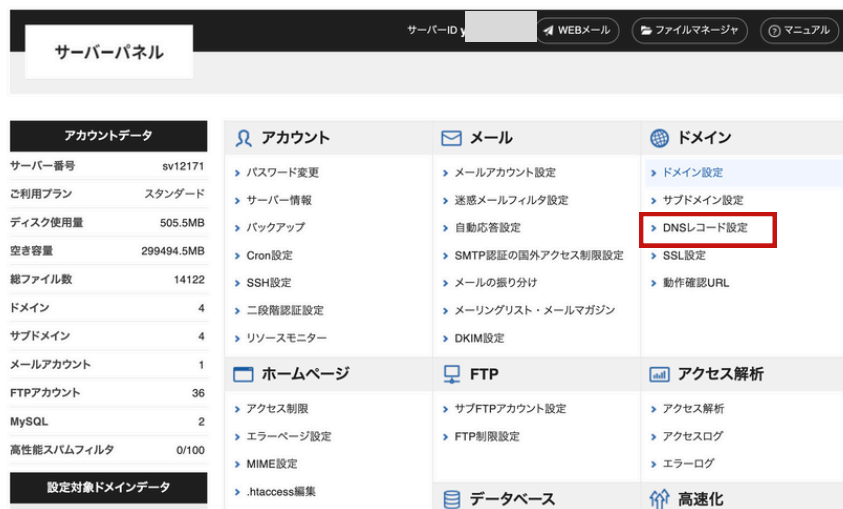 サーバーID y
WEBメール
ファイルマネージャ
マニュアル
サーバーパネル
アカウントデータ
サーバー番号 sv12171
ご利用プラン スタンダード
ディスク使用量 505.5MB
空き容量 299494.5MB
総ファイル数 14122
ドメイン 4
サブドメイン 4
メールアカウント 1
FTPアカウント 36
MySQL 2
高性能スパムフィルタ 0/100
設定対象ドメインデータ
アカウント
パスワード変更
サーバー情報
バックアップ
Cron設定
SSH設定
二段階認証設定
リソースモニター
メール
メールアカウント設定
迷惑メールフィルタ設定
自動応答設定
SMTP認証の国外アクセス制限設定
メールの振り分け
メーリングリスト・メールマガジン
DKIM設定
ドメイン
ドメイン設定
サブドメイン設定
DNSレコード設定
SSL設定
動作確認URL
ホームページ
アクセス制限
エラーページ設定
MIME設定
.htaccess編集
FTP
サブFTPアカウント設定
FTP制限設定
データベース
アクセス解析
アクセス解析
アクセスログ
エラーログ
高速化